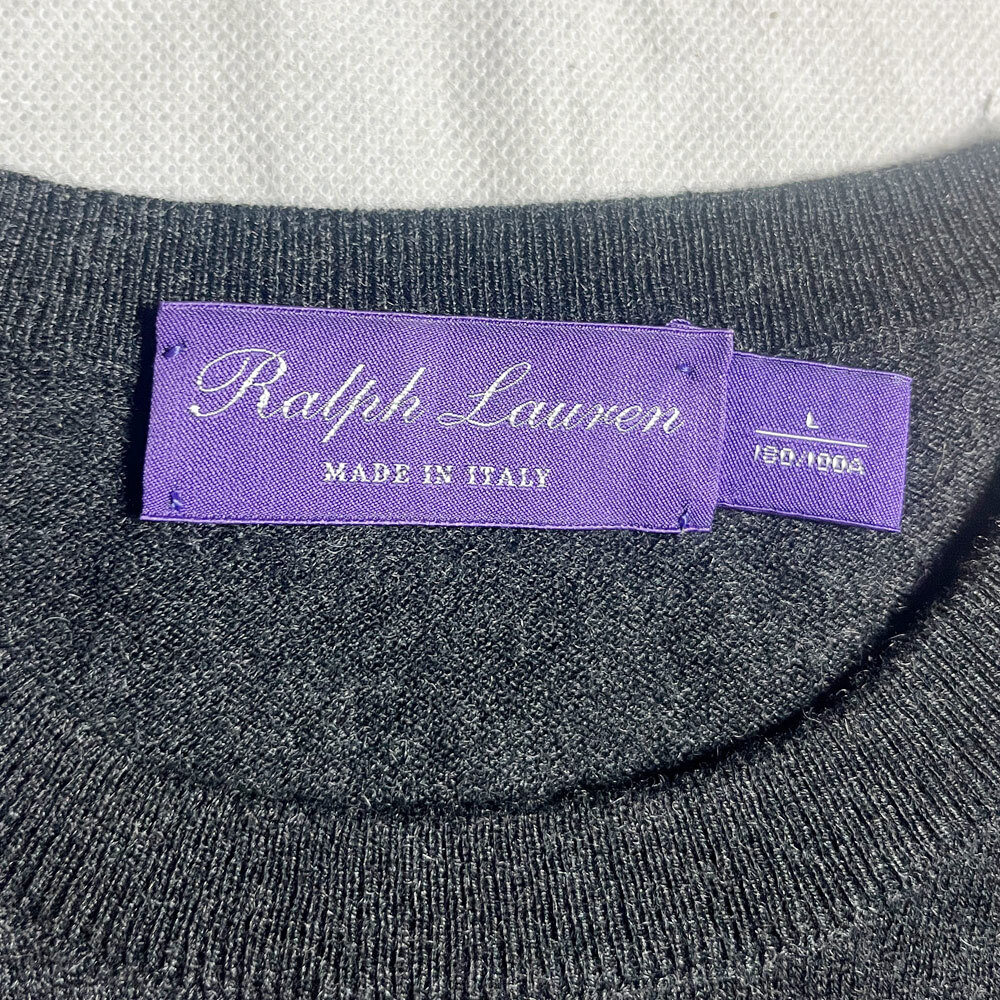 Ralph Lauren
MADE IN ITALY
L
180/100A